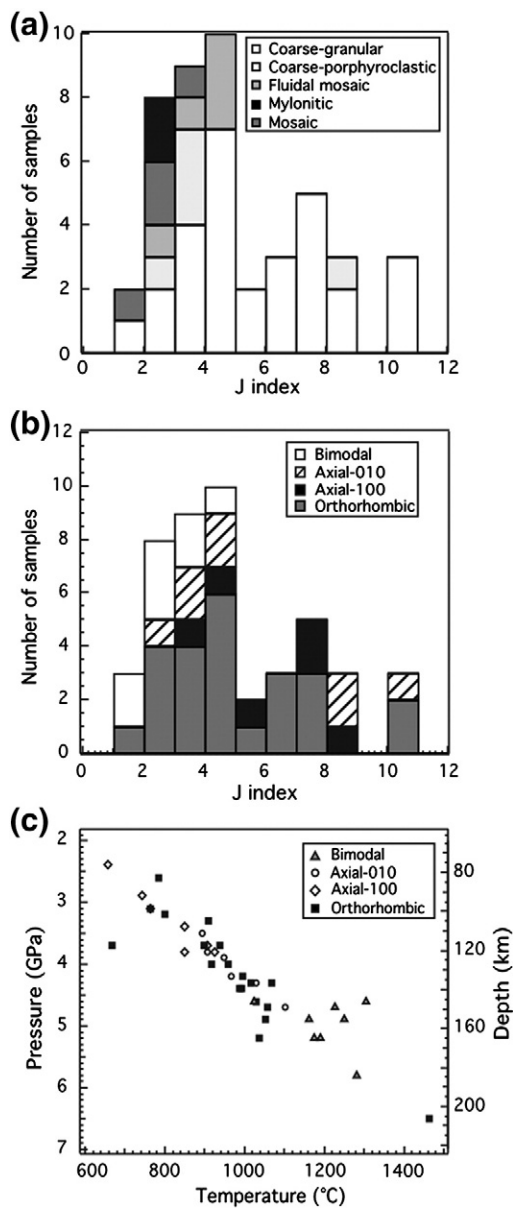 (a)
10
8
6
4
2
0
Number of samples
Coarse-granular
Coarse-porphyroclastic
Fluidal mosaic
Mylonitic
Mosaic
0 2 4 6 8 10 12
J index
(b)
12
10
8
6
4
2
0
Number of samples
Bimodal
Axial-010
Axial-100
Orthorhombic
0 2 4 6 8 10 12
J index
(c)
2
3
4
5
6
7
Pressure (GPa)
Bimodal
Axial-010
Axial-100
Orthorhombic
80
120
160
200
Depth (km)
600 800 1000 1200 1400
Temperature (°C)